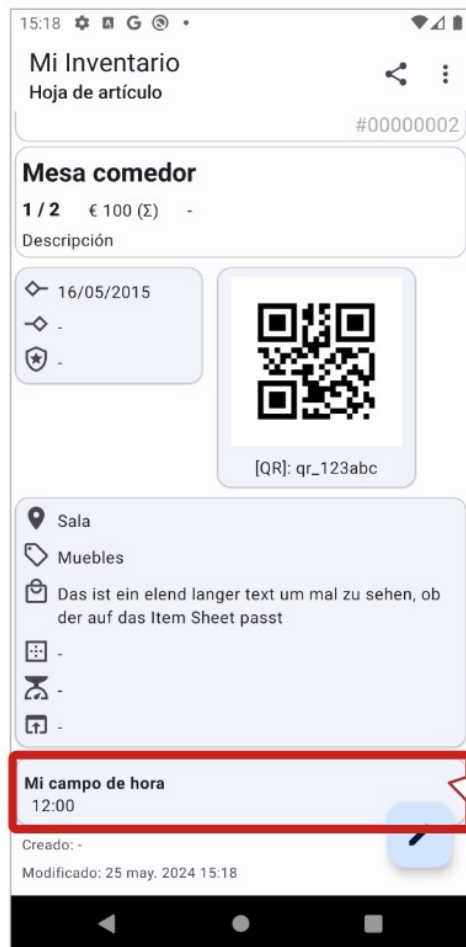 15:18
Mi Inventario
Hoja de artículo
#00000002
Mesa comedor
1 / 2 € 100 (Σ) -
Descripción
16/05/2015
-
-
[QR]: qr_123abc
Sala
Muebles
Das ist ein elend langer text um mal zu sehen, ob
der auf das Item Sheet passt
-
-
-
Mi campo de hora
12:00
Creado: -
Modificado: 25 may. 2024 15:18